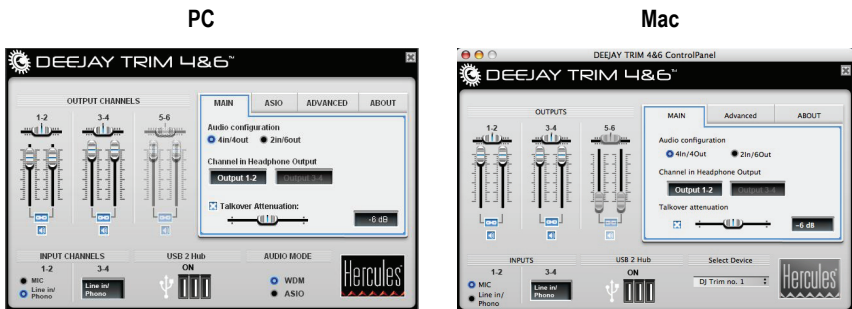 PC
DEEJAY TRIM 4&6™
OUTPUT CHANNELS
1-2 3-4 5-6
MAIN ASIO ADVANCED ABOUT
Audio configuration
4in/4out 2in/6out
Channel in Headphone Output
Output 1-2 Output 3-4
Talkover Attenuation:
-6 dB
INPUT CHANNELS
1-2 3-4
MIC
Line in/
Phono
Line in/
Phono
USB 2 Hub
ON
AUDIO MODE
WDM
ASIO
Hercules
Mac
DEEJAY TRIM 4&6 ControlPanel
DEEJAY TRIM 4&6™
OUTPUTS
1-2 3-4 5-6
MAIN Advanced ABOUT
Audio configuration
4In/4Out 2In/6Out
Channel in Headphone Output
Output 1-2 Output 3-4
Talkover attenuation
-6 dB
INPUTS
1-2 3-4
MIC
Line in/
Phono
Line in/
Phono
USB 2 Hub
ON
Select Device
DJ Trim no. 1
Hercules